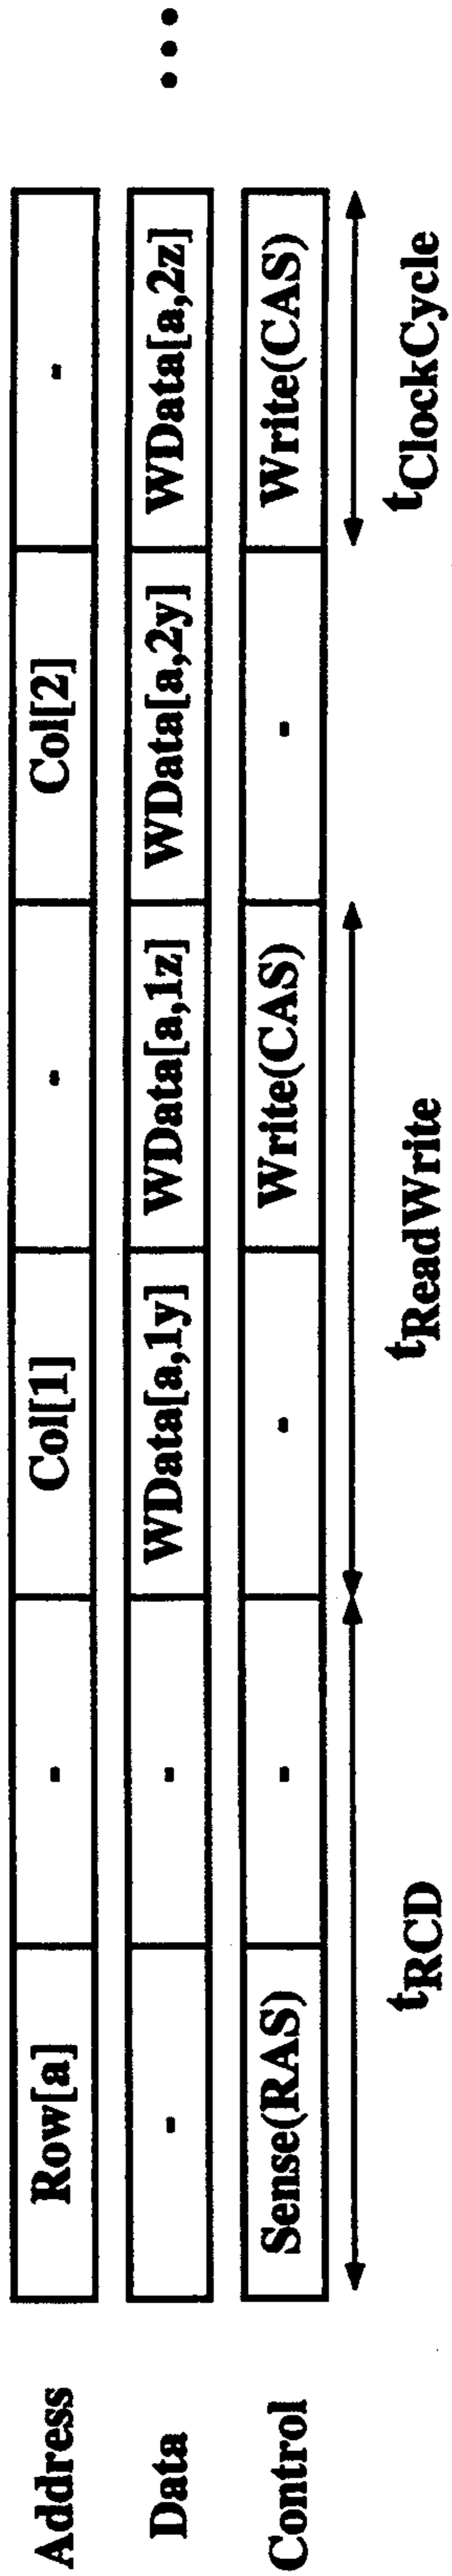 Address Row[a] - Col[1] - Col[2] - 
Data - - WData[a,1y] WData[a,1z] WData[a,2y] WData[a,2z] •••
Control Sense(RAS) - - Write(CAS) - Write(CAS)
tRCD tReadWrite tClockCycle